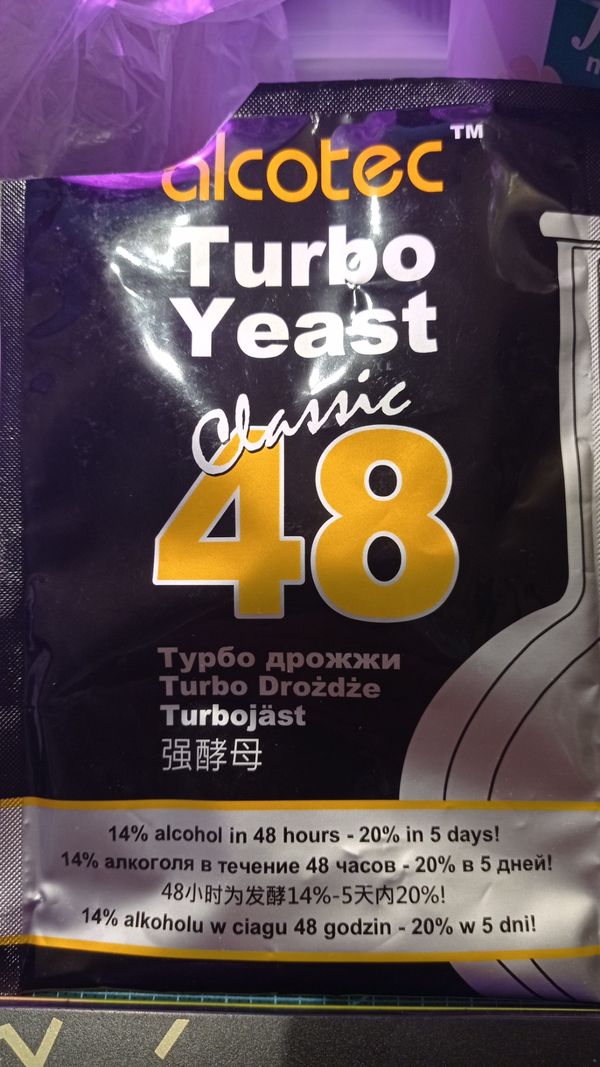 alcotec™
Turbo
Yeast
Classic
48
Турбо дрожжи
Turbo Drożdże
Turbojäst
强酵母
14% alcohol in 48 hours - 20% in 5 days!
14% алкоголя в течение 48 часов - 20% в 5 дней!
48小时为发酵14%-5天内20%!
14% alkoholu w ciagu 48 godzin - 20% w 5 dni!